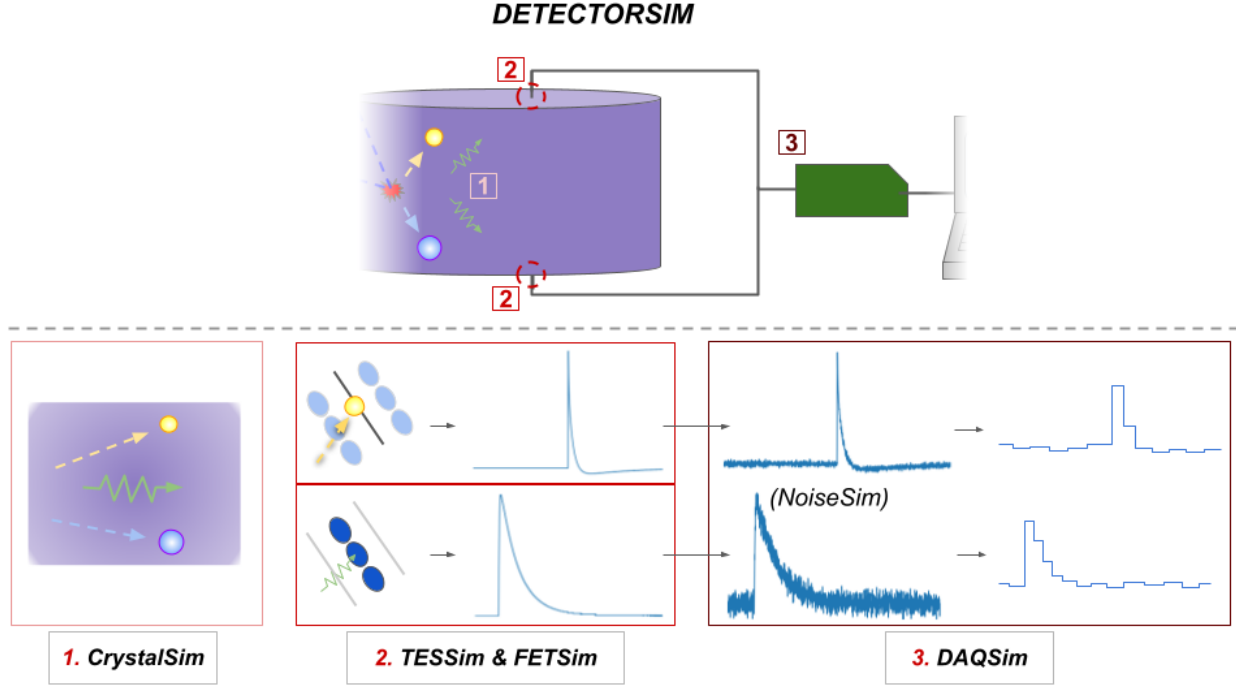 DETECTORSIM
2
3
1
2
(NoiseSim)
1. CrystalSim
2. TESSim & FETSim
3. DAQSim